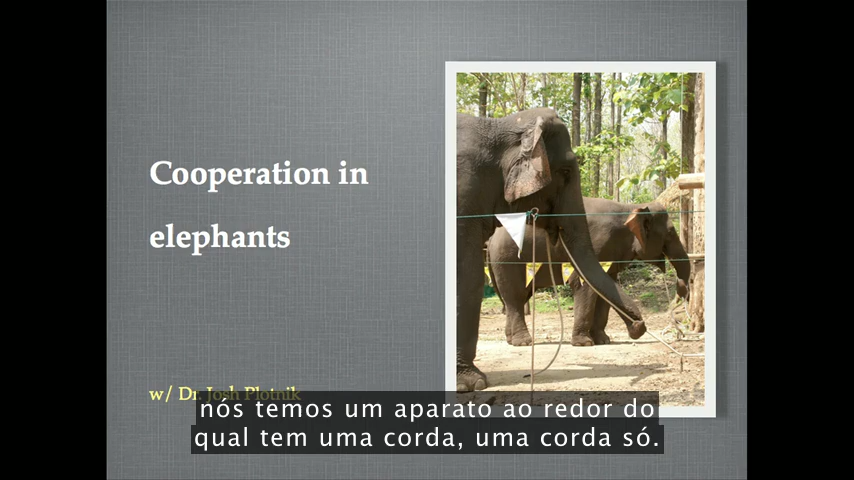 Cooperation in
elephants
w/ Dr. Josh Plotnik
nós temos um aparato ao redor do
qual tem uma corda, uma corda só.